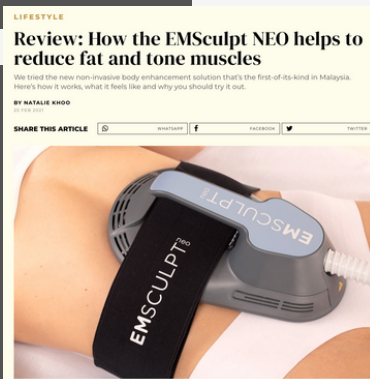 LIFESTYLE
Review: How the EMSculpt NEO helps to
reduce fat and tone muscles
We tried the new non-invasive body enhancement solution that's the first-of-its-kind in Malaysia.
Here's how it works, what it feels like and why you should try it out.
BY NATALIE KHOO
24 FEB 2021
SHARE THIS ARTICLE
WHATSAPP
FACEBOOK
TWITTER
EMSCULPT neo
EMSCULPT neo